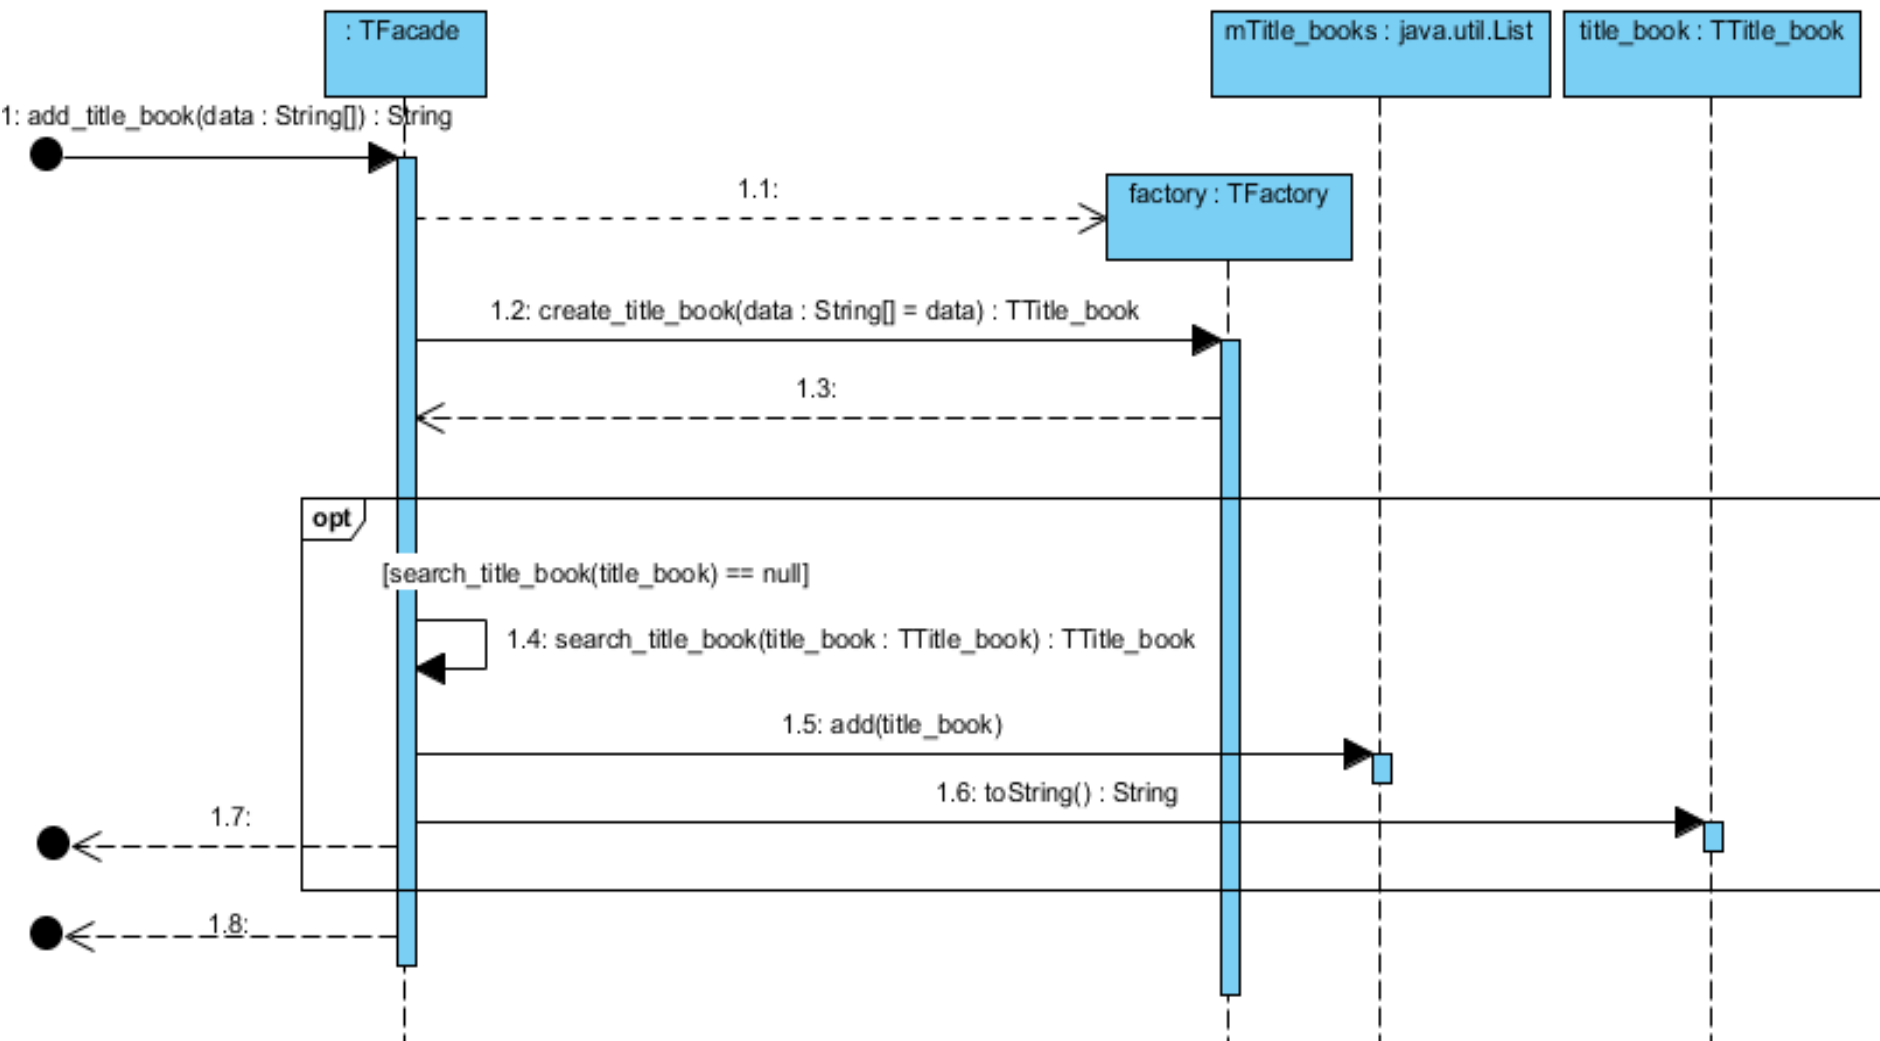 : TFacade
mTitle_books : java.util.List
title_book : TTitle_book
1: add_title_book(data : String[]) : String
1.1:
factory : TFactory
1.2: create_title_book(data : String[] = data) : TTitle_book
1.3:
opt
[search_title_book(title_book) == null]
1.4: search_title_book(title_book : TTitle_book) : TTitle_book
1.5: add(title_book)
1.6: toString() : String
1.7:
1.8: